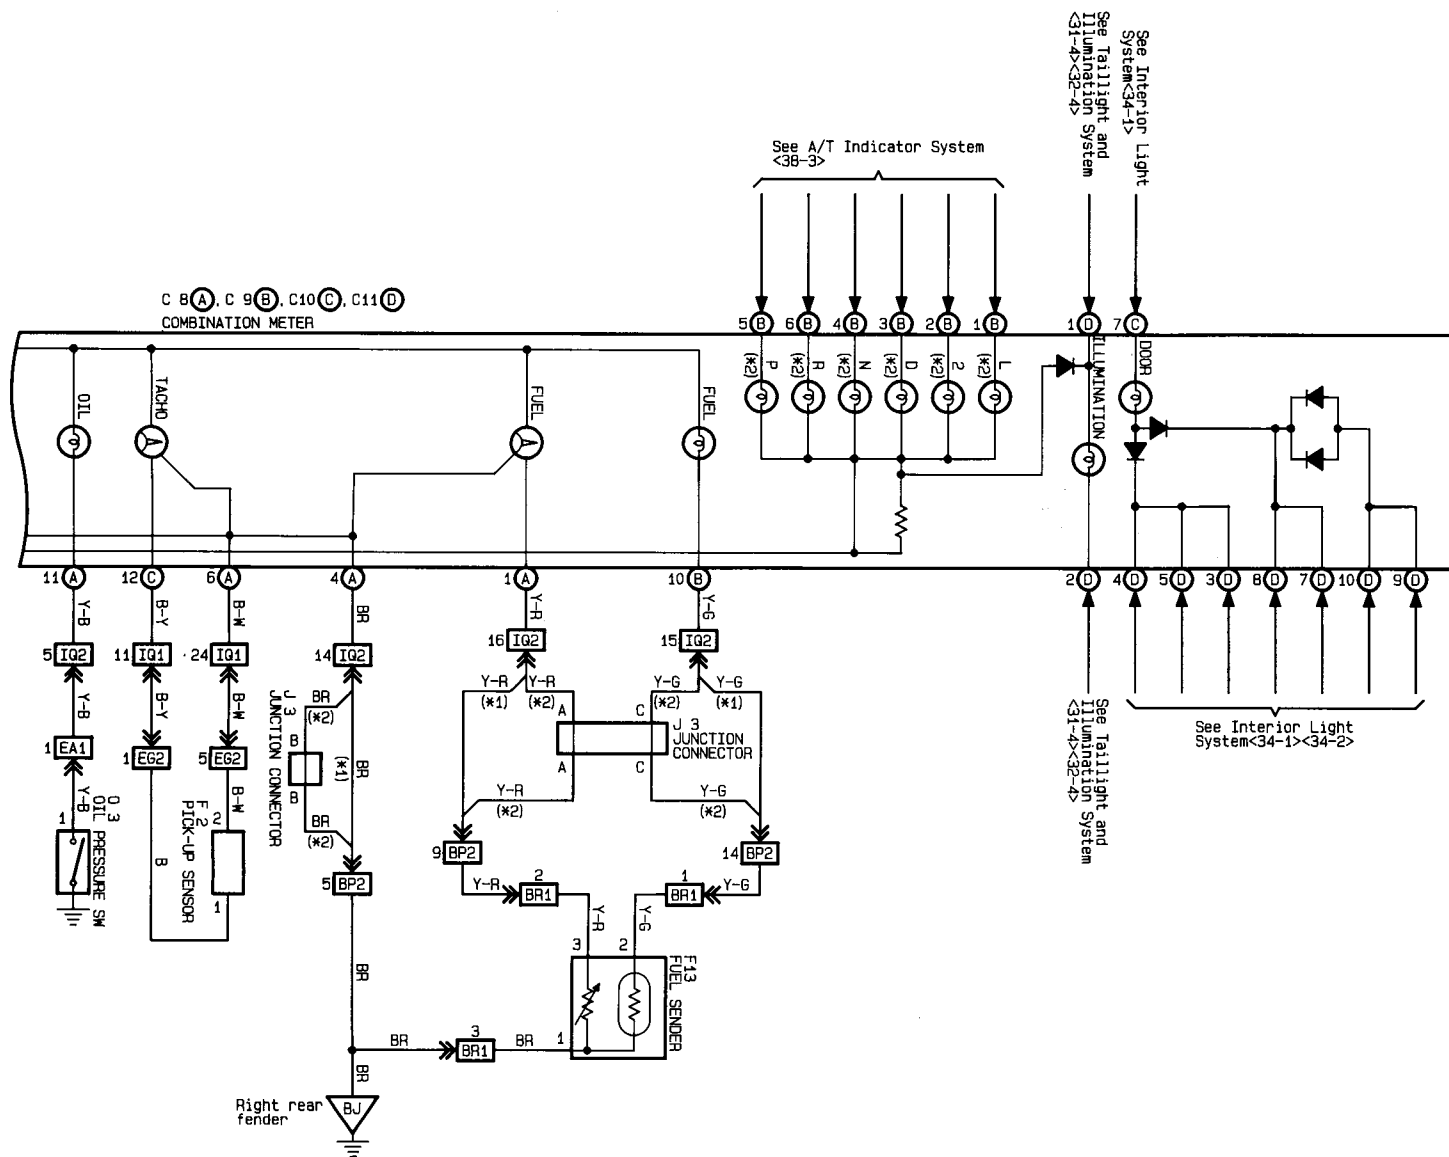 See Taillight and
Illumination System
<31-4><32-4>
See Interior Light
System<34-1>
See A/T Indicator System
<38-3>
C 8 A, C 9 B, C10 C, C11 D
COMBINATION METER
5 B 6 B 4 B 3 B 2 B 1 B 1 D 7 C
P R N D 2 L
(*2) (*2) (*2) (*2) (*2) (*2)
ILLUMINATION
DOOR
OIL
TACHO
FUEL
FUEL
11 A 12 C 6 A 4 A 1 A 10 B 2 D 4 D 5 D 3 D 8 D 7 D 10 D 9 D
Y-B B-Y B-W BR Y-R Y-G
5 IQ2 11 IQ1 24 IQ1 14 IQ2 16 IQ2 15 IQ2
Y-B B-Y B-W
BR
(*2)
BR
(*1)
BR
(*2)
B
B
J 3
JUNCTION CONNECTOR
Y-R
(*1)
Y-R
(*2)
Y-G
(*2)
Y-G
(*1)
A C
J 3
JUNCTION
CONNECTOR
A C
Y-R
(*2)
Y-G
(*2)
See Taillight and
Illumination System
<31-4><32-4>
See Interior Light
System<34-1><34-2>
1 EA1 1 EG2 5 EG2
Y-B B B-W
1
O 3
OIL PRESSURE SW
2
F 2
PICK-UP SENSOR
1
5 BP2 9 BP2 14 BP2
Y-R 2 BR1 1 BR1 Y-G
Y-R Y-G
3 2
F13
FUEL SENDER
1
BR
BR 3 BR1 BR
BR
Right rear
fender
BJ